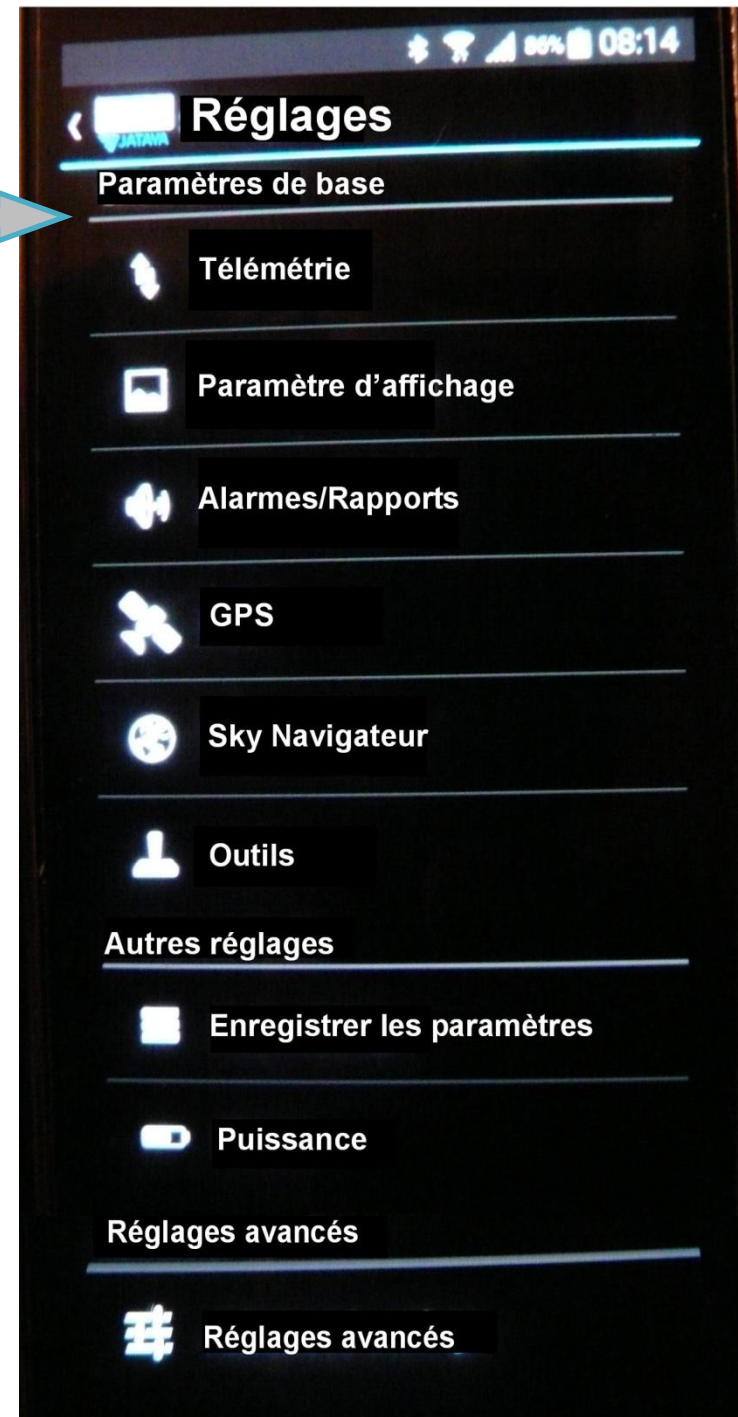 86% 08:14
Réglages
JATAYA
Paramètres de base
Télémétrie
Paramètre d'affichage
Alarmes/Rapports
GPS
Sky Navigateur
Outils
Autres réglages
Enregistrer les paramètres
Puissance
Réglages avancés
Réglages avancés